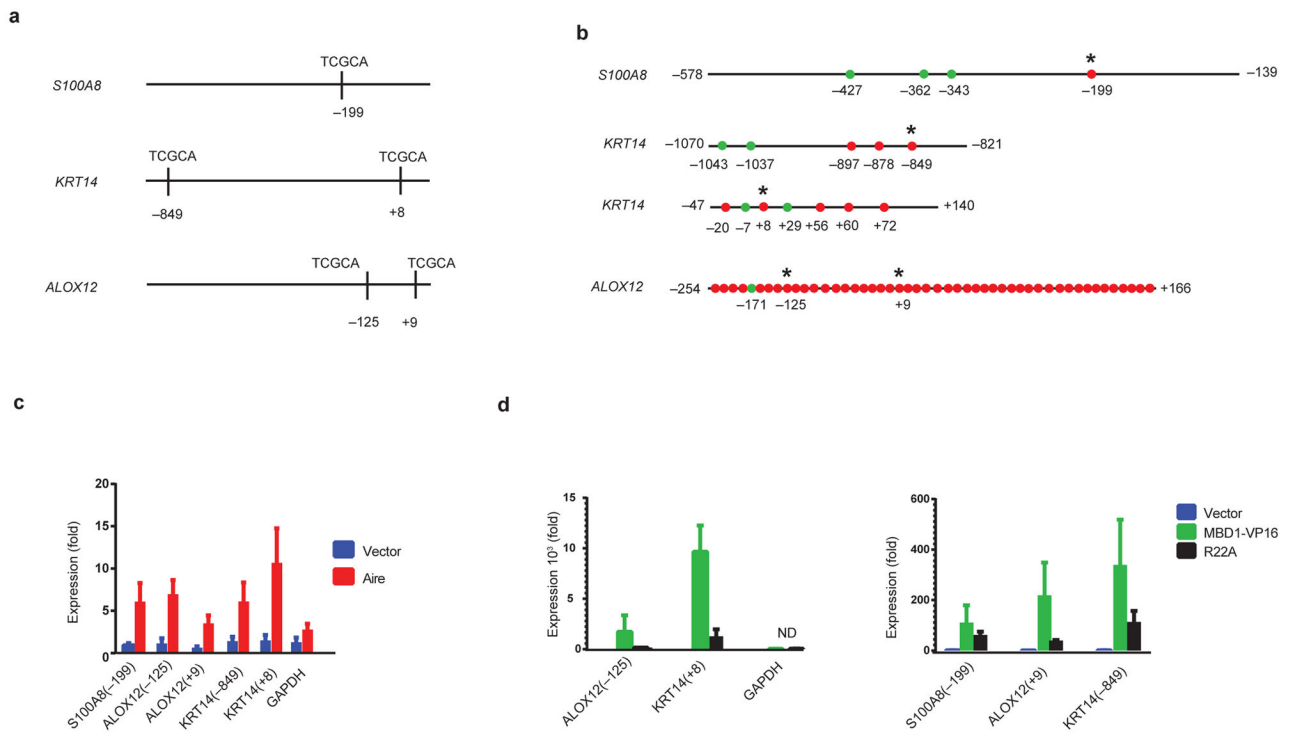 a
TCGCA
S100A8
–199
TCGCA TCGCA
KRT14
–849 +8
TCGCA TCGCA
ALOX12
–125 +9
b
*
S100A8 –578 –139
–427 –362 –343 –199
*
KRT14 –1070 –821
–1043 –1037 –897 –878 –849
*
KRT14 –47 +140
–20 –7 +8 +29 +56 +60 +72
* *
ALOX12 –254 +166
–171 –125 +9
c
Expression (fold)
20
15
10
5
0
S100A8(–199)
ALOX12(–125)
ALOX12(+9)
KRT14(–849)
KRT14(+8)
GAPDH
Vector
Aire
d
Expression 10³ (fold)
15
10
5
0
ND
ALOX12(–125)
KRT14(+8)
GAPDH
Expression (fold)
600
400
200
0
S100A8(–199)
ALOX12(+9)
KRT14(–849)
Vector
MBD1-VP16
R22A